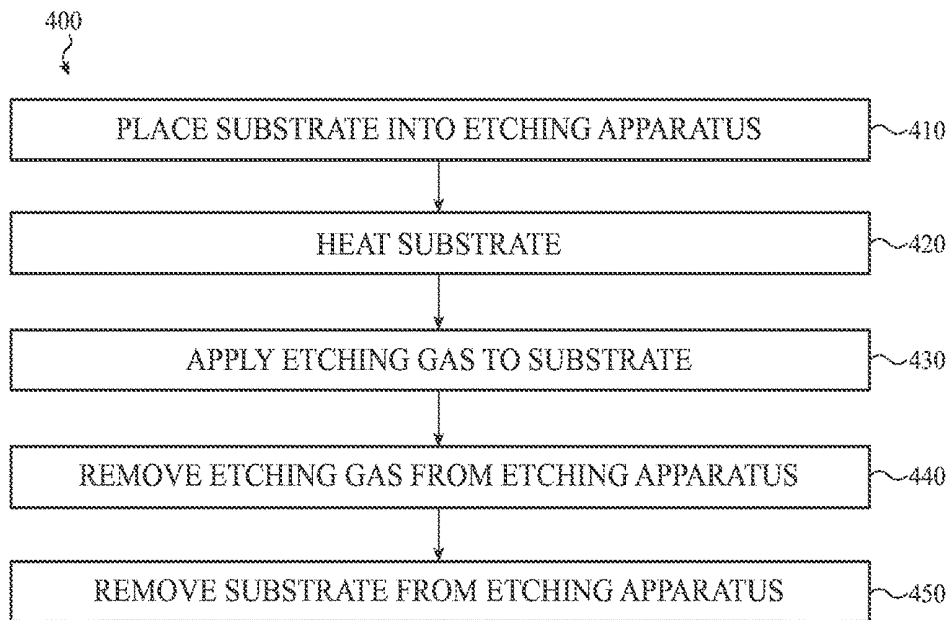 400
PLACE SUBSTRATE INTO ETCHING APPARATUS
410
HEAT SUBSTRATE
420
APPLY ETCHING GAS TO SUBSTRATE
430
REMOVE ETCHING GAS FROM ETCHING APPARATUS
440
REMOVE SUBSTRATE FROM ETCHING APPARATUS
450